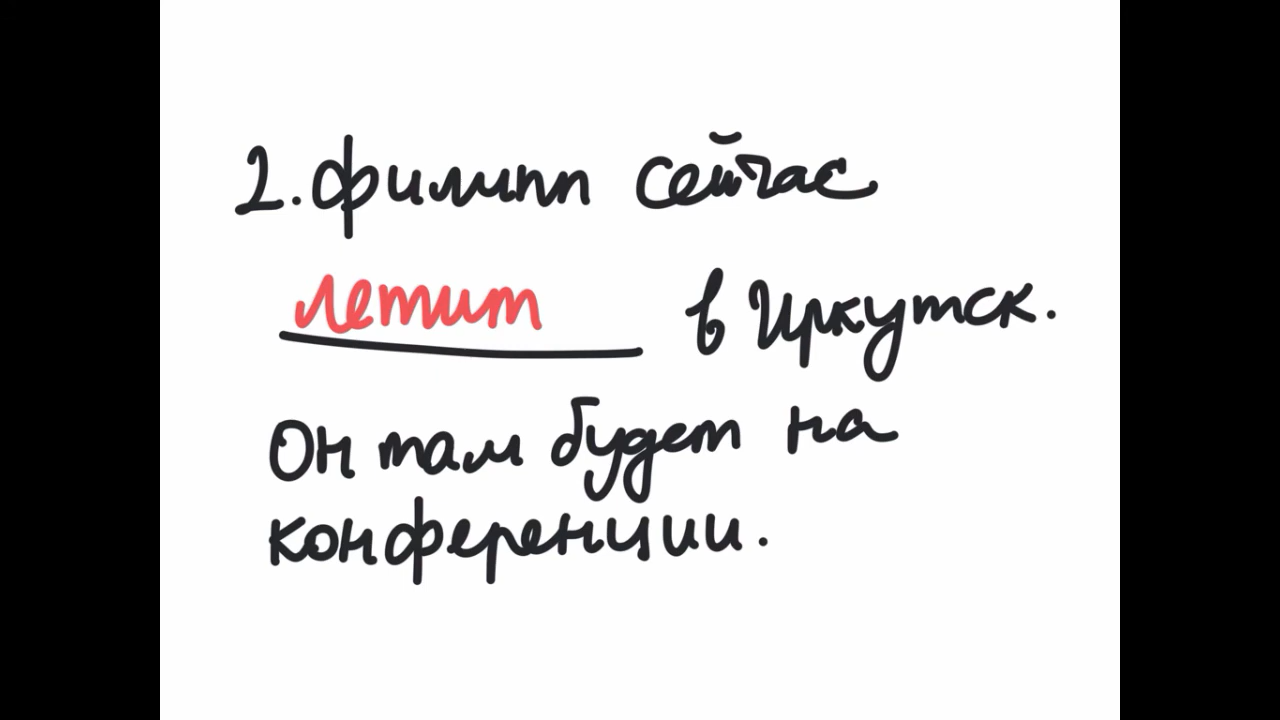 2. Филипп сейчас
летит в Иркутск.
Он там будет на
конференции.